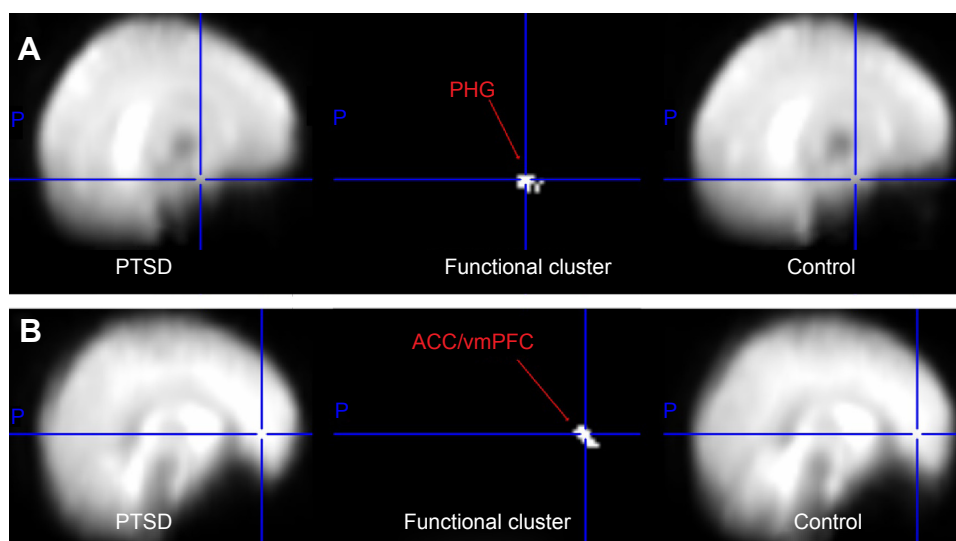 A
PHG
P
P
P
PTSD
Functional cluster
Control
B
ACC/vmPFC
P
P
P
PTSD
Functional cluster
Control